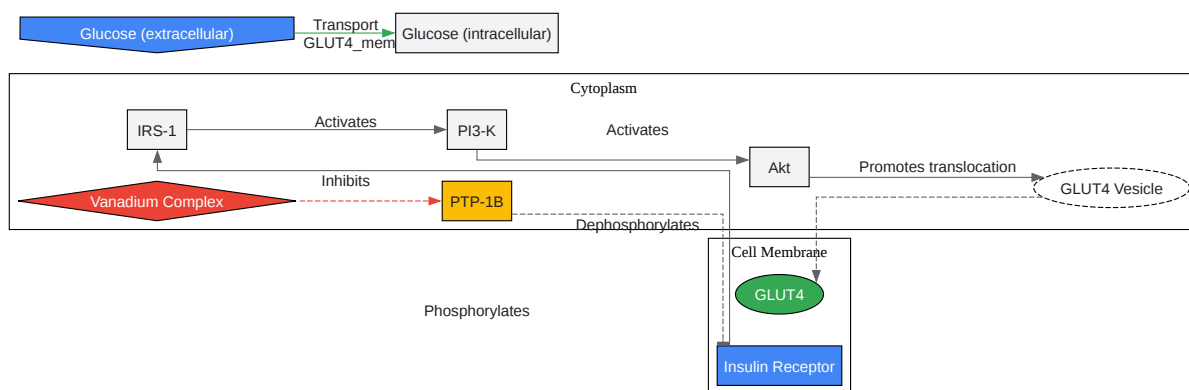 Glucose (extracellular)
Transport
GLUT4_mem
Glucose (intracellular)
Cytoplasm
IRS-1
Activates
PI3-K
Activates
Akt
Promotes translocation
GLUT4 Vesicle
Vanadium Complex
Inhibits
PTP-1B
Dephosphorylates
Cell Membrane
GLUT4
Phosphorylates
Insulin Receptor